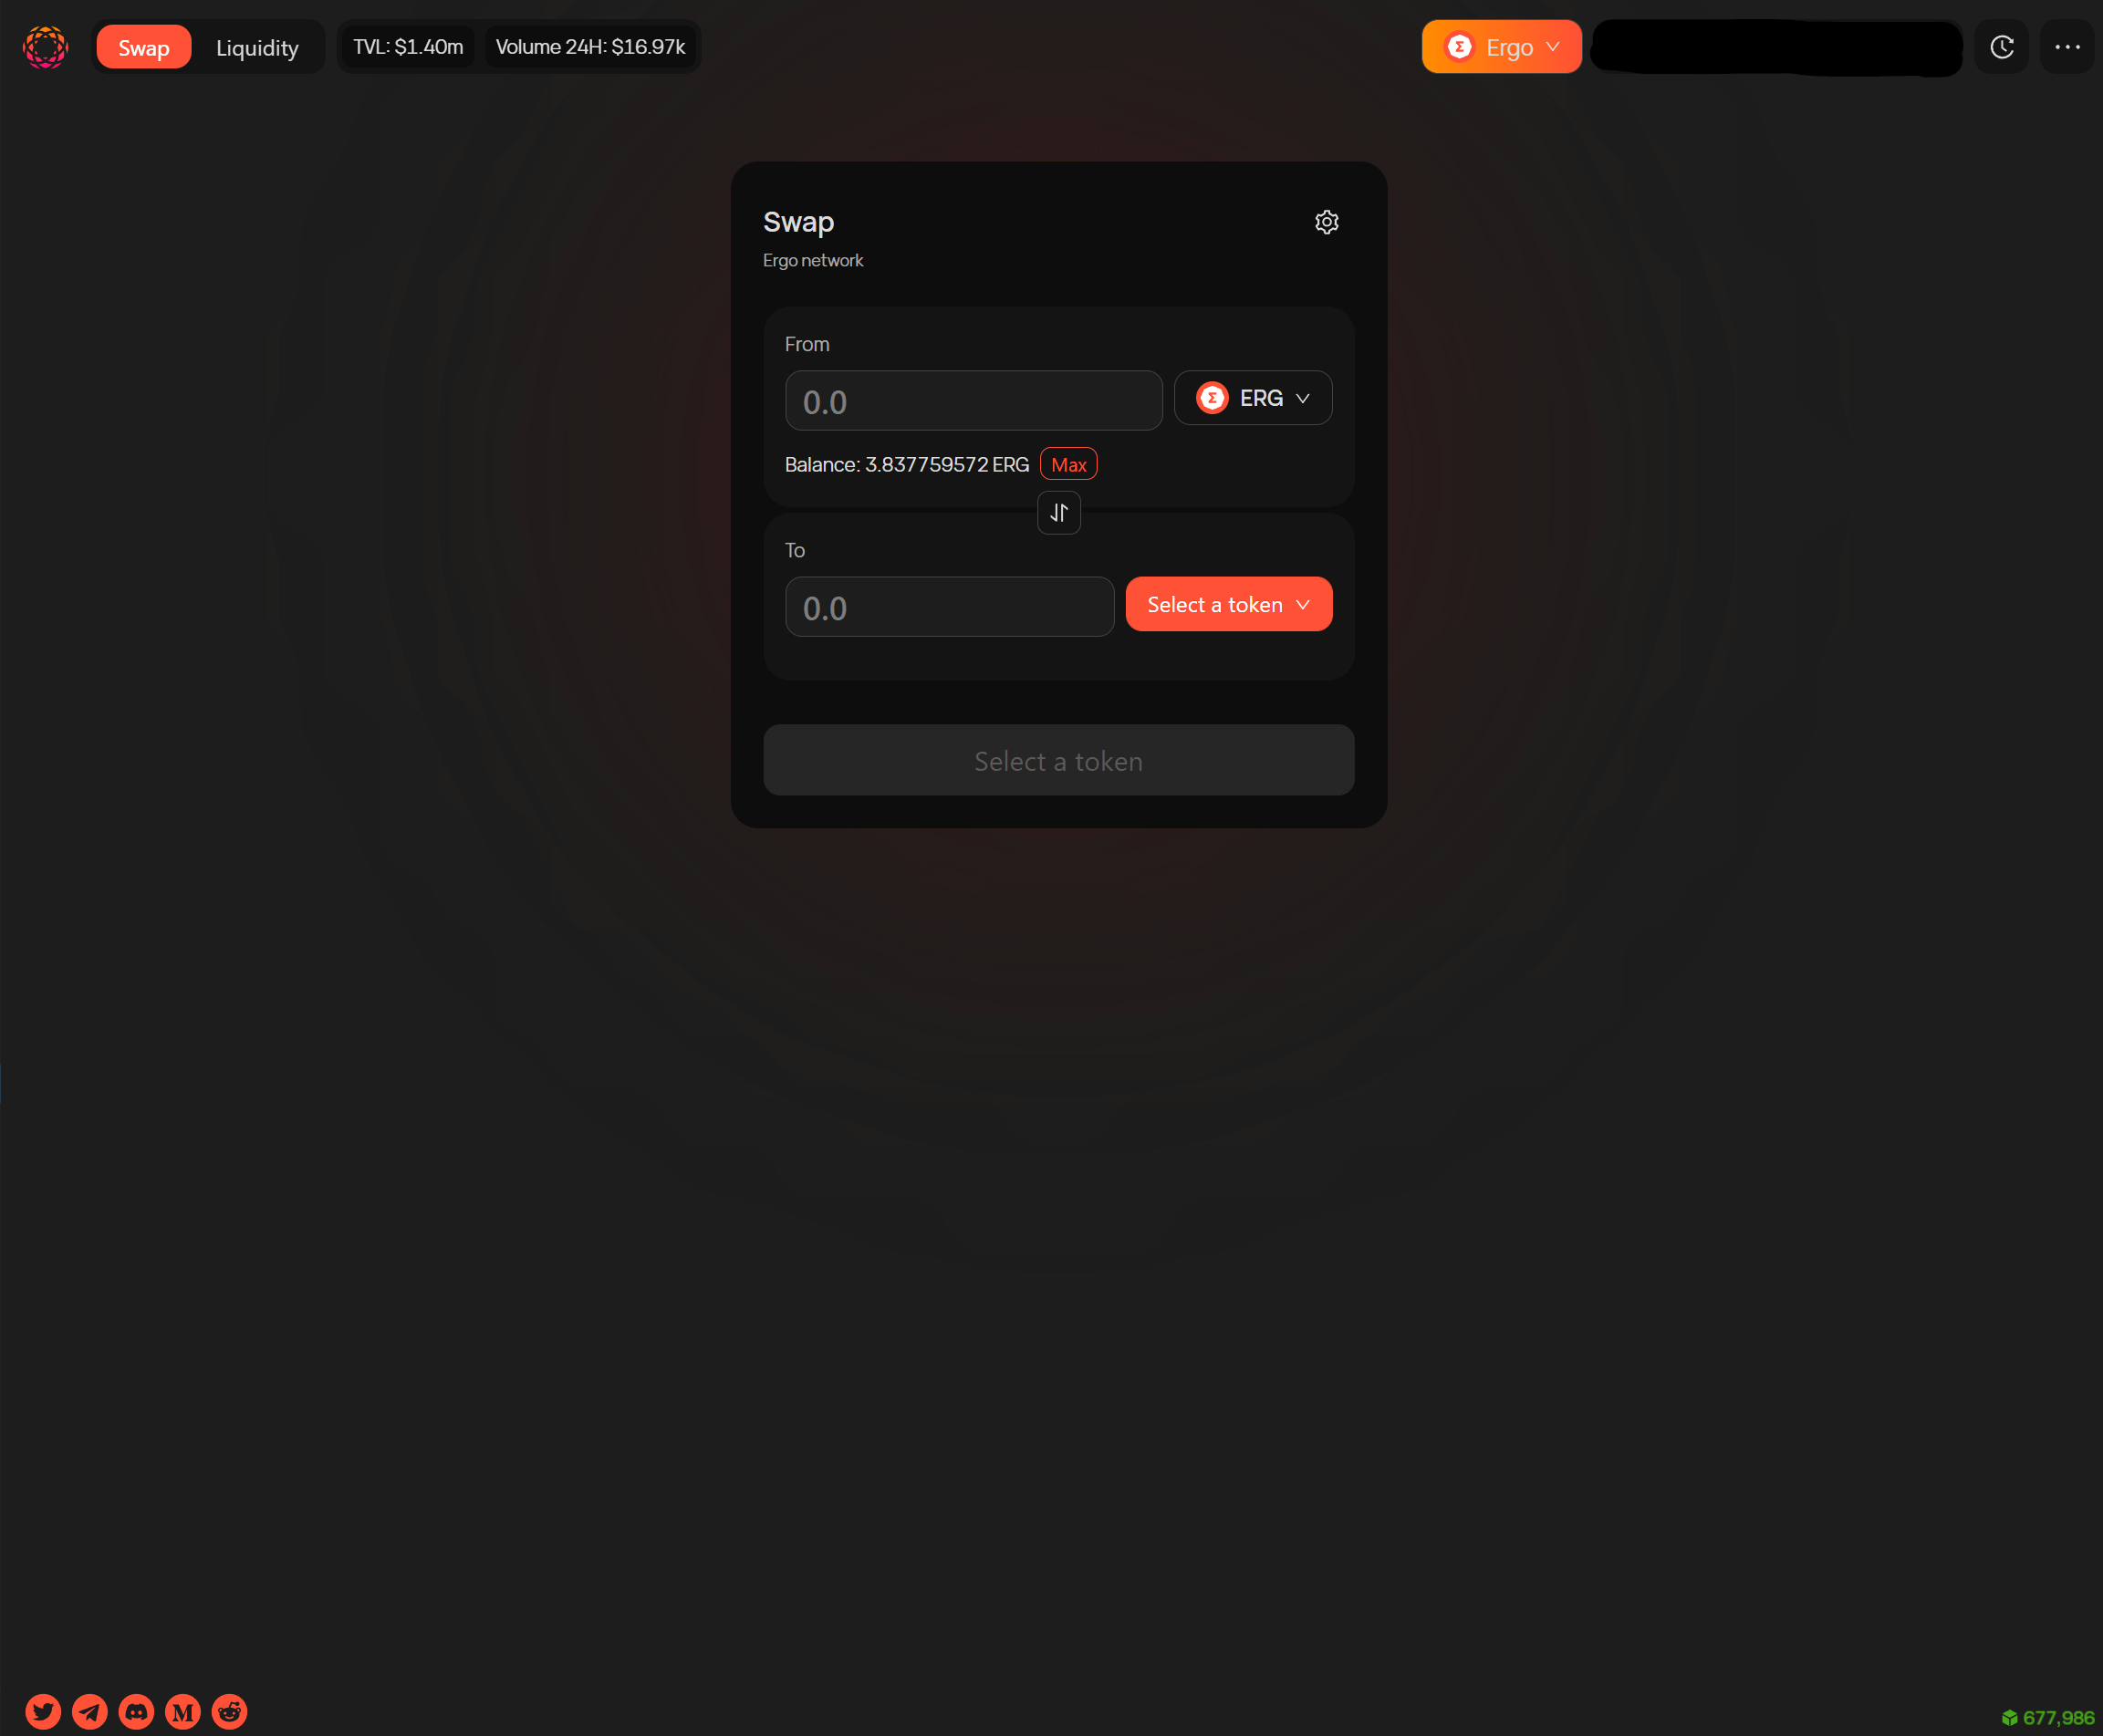 Swap
Liquidity
TVL: $1.40m
Volume 24H: $16.97k
Ergo
Swap
Ergo network
From
0.0
ERG
Balance: 3.837759572 ERG
Max
To
0.0
Select a token
Select a token
677,986